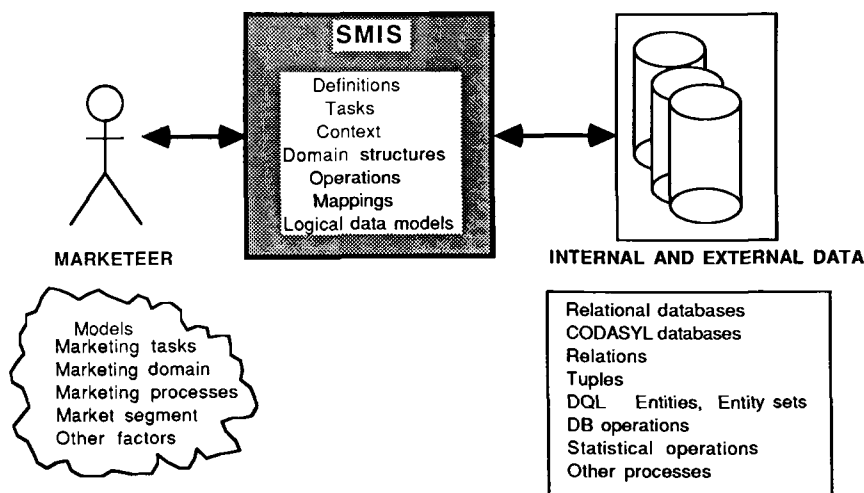 SMIS
Definitions
Tasks
Context
Domain structures
Operations
Mappings
Logical data models
MARKETEER
INTERNAL AND EXTERNAL DATA
Models
Marketing tasks
Marketing domain
Marketing processes
Market segment
Other factors
Relational databases
CODASYL databases
Relations
Tuples
DQL Entities, Entity sets
DB operations
Statistical operations
Other processes